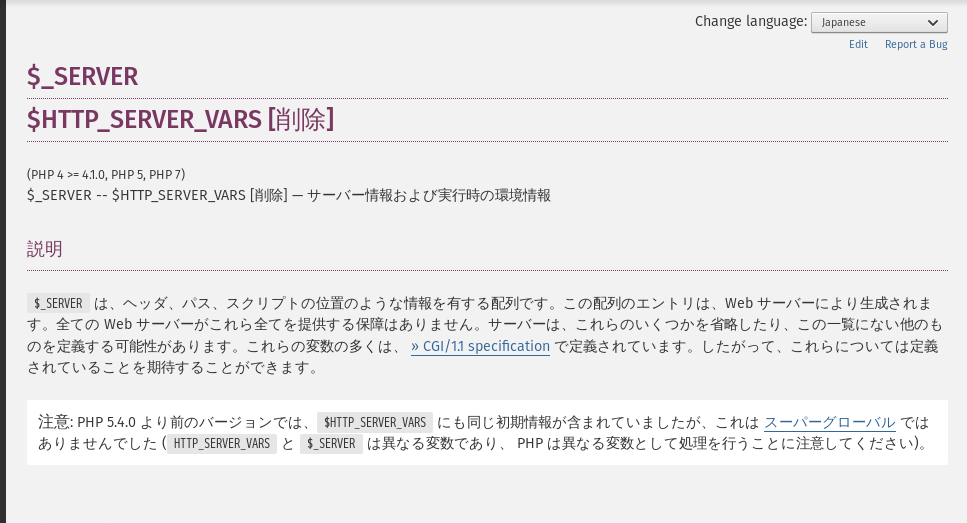 Change language: Japanese
Edit Report a Bug
$_SERVER
$HTTP_SERVER_VARS [削除]
(PHP 4 >= 4.1.0, PHP 5, PHP 7)
$_SERVER -- $HTTP_SERVER_VARS [削除] — サーバー情報および実行時の環境情報
説明
$_SERVER は、ヘッダ、パス、スクリプトの位置のような情報を有する配列です。この配列のエントリは、Web サーバーにより生成されま
す。全ての Web サーバーがこれら全てを提供する保障はありません。サーバーは、これらのいくつかを省略したり、この一覧にない他のも
のを定義する可能性があります。これらの変数の多くは、 » CGI/1.1 specification で定義されています。したがって、これらについては定義
されていることを期待することができます。
注意: PHP 5.4.0 より前のバージョンでは、$HTTP_SERVER_VARS にも同じ初期情報が含まれていましたが、これは スーパーグローバル では
ありませんでした (HTTP_SERVER_VARS と $_SERVER は異なる変数であり、 PHP は異なる変数として処理を行うことに注意してください)。